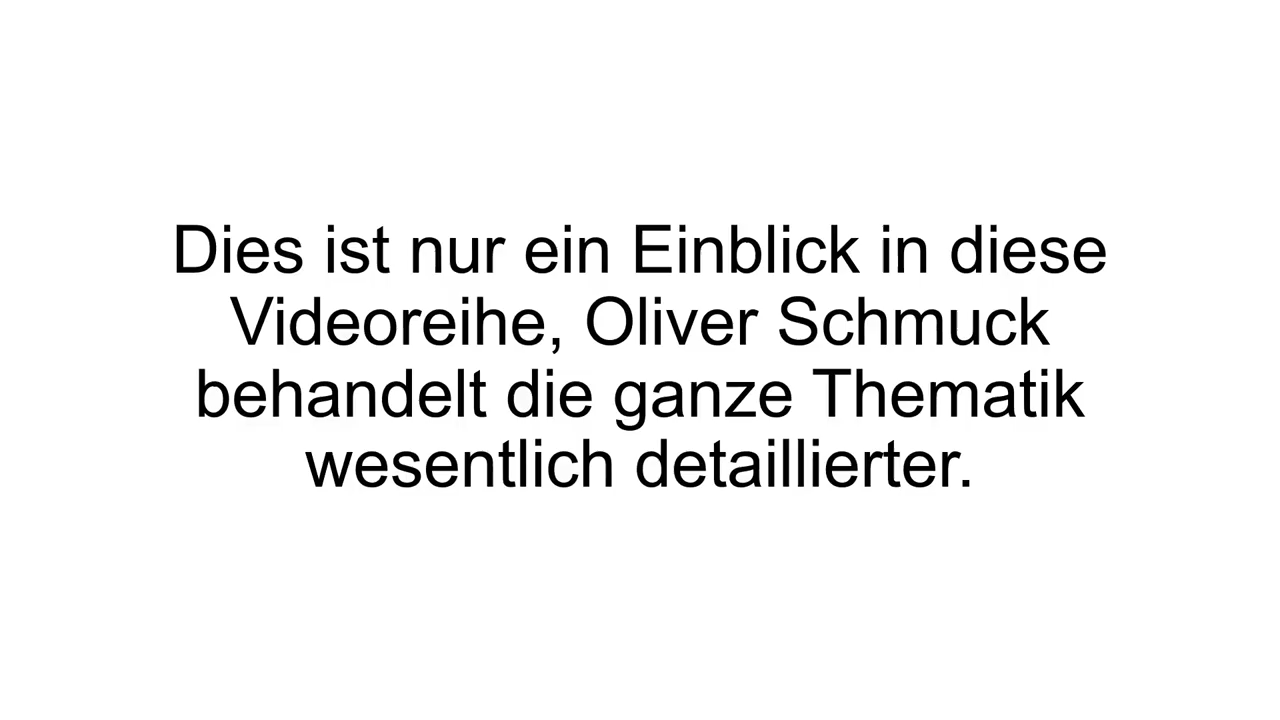 Dies ist nur ein Einblick in diese
Videoreihe, Oliver Schmuck
behandelt die ganze Thematik
wesentlich detaillierter.